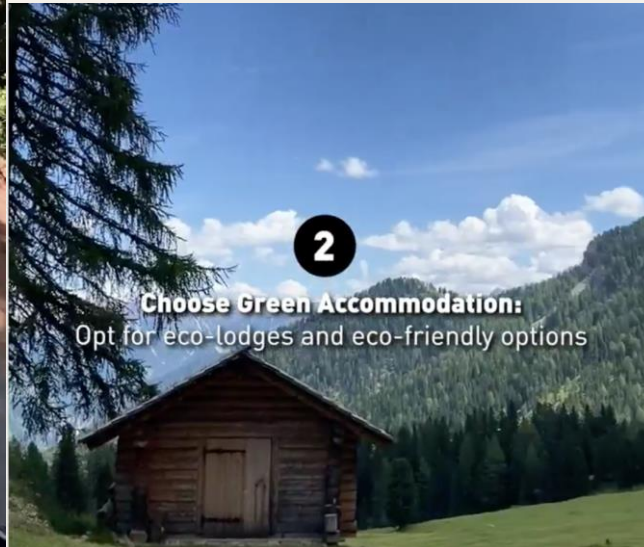 2
Choose Green Accommodation:
Opt for eco-lodges and eco-friendly options